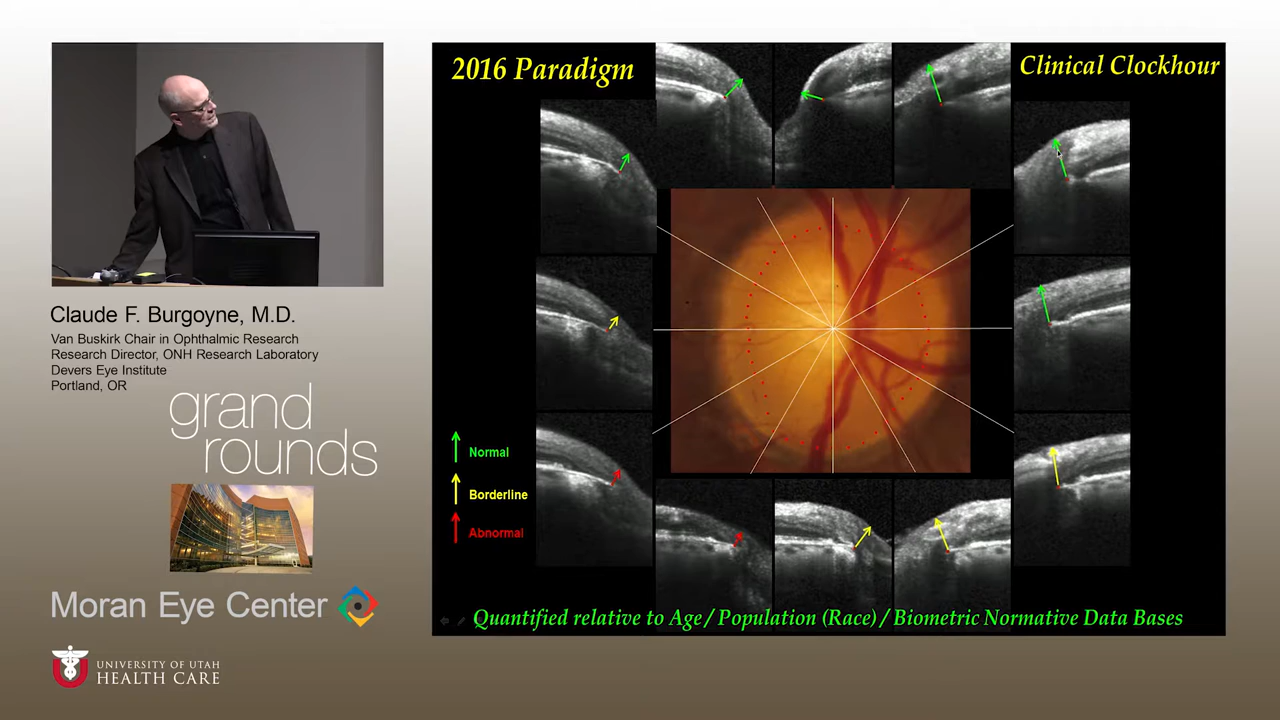 2016 Paradigm
Clinical Clockhour
Claude F. Burgoyne, M.D.
Van Buskirk Chair in Ophthalmic Research
Research Director, ONH Research Laboratory
Devers Eye Institute
Portland, OR
grand
rounds
Normal
Borderline
Abnormal
Quantified relative to Age / Population (Race) / Biometric Normative Data Bases
Moran Eye Center
UNIVERSITY OF UTAH
HEALTH CARE